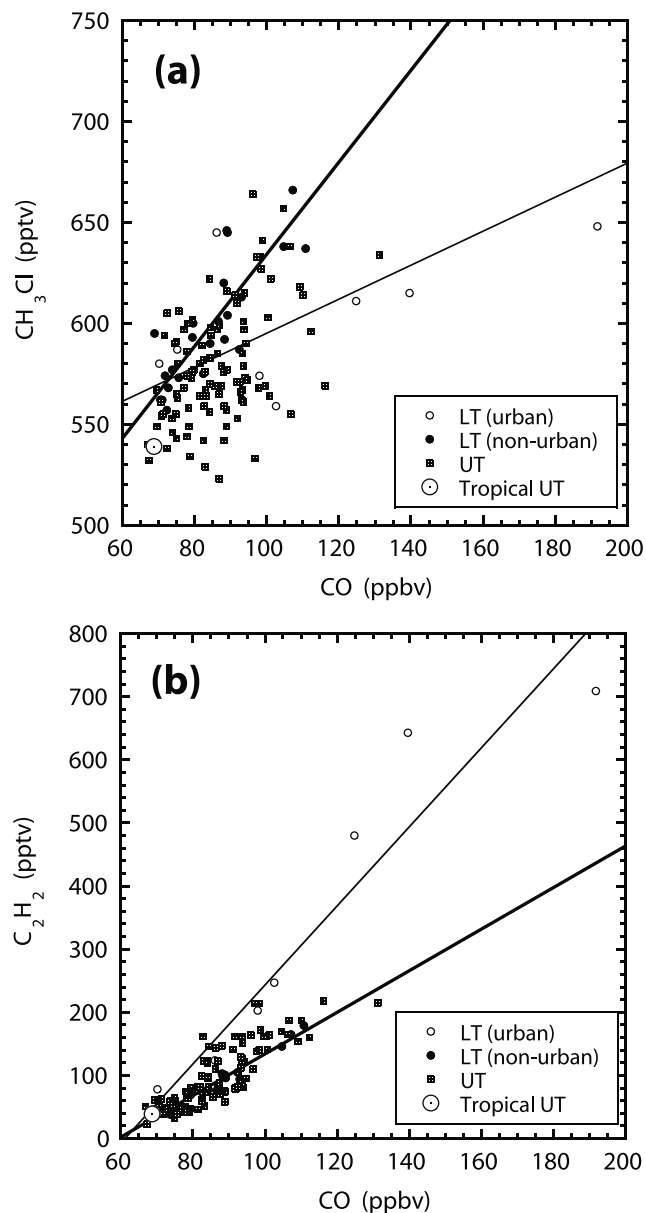 (a)
750
700
650
600
550
500
CH3Cl (pptv)
60 80 100 120 140 160 180 200
CO (ppbv)
LT (urban)
LT (non-urban)
UT
Tropical UT
(b)
800
700
600
500
400
300
200
100
0
C2H2 (pptv)
60 80 100 120 140 160 180 200
CO (ppbv)
LT (urban)
LT (non-urban)
UT
Tropical UT